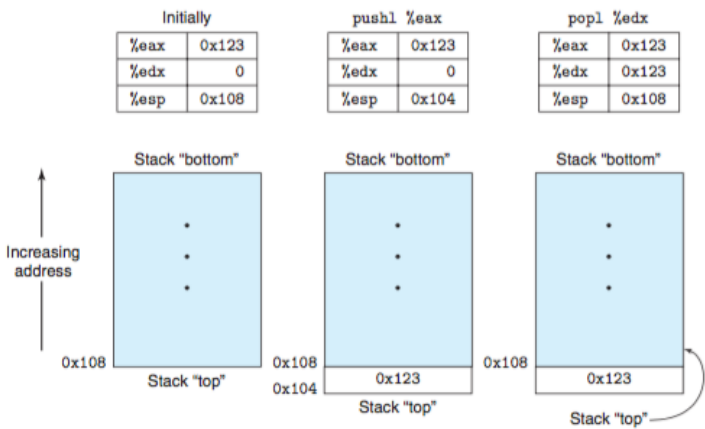 Initially
%eax 0x123
%edx 0
%esp 0x108
Stack “bottom”
Increasing
address
0x108
Stack “top”
pushl %eax
%eax 0x123
%edx 0
%esp 0x104
Stack “bottom”
0x108
0x104
0x123
Stack “top”
popl %edx
%eax 0x123
%edx 0x123
%esp 0x108
Stack “bottom”
0x108
0x123
Stack “top”